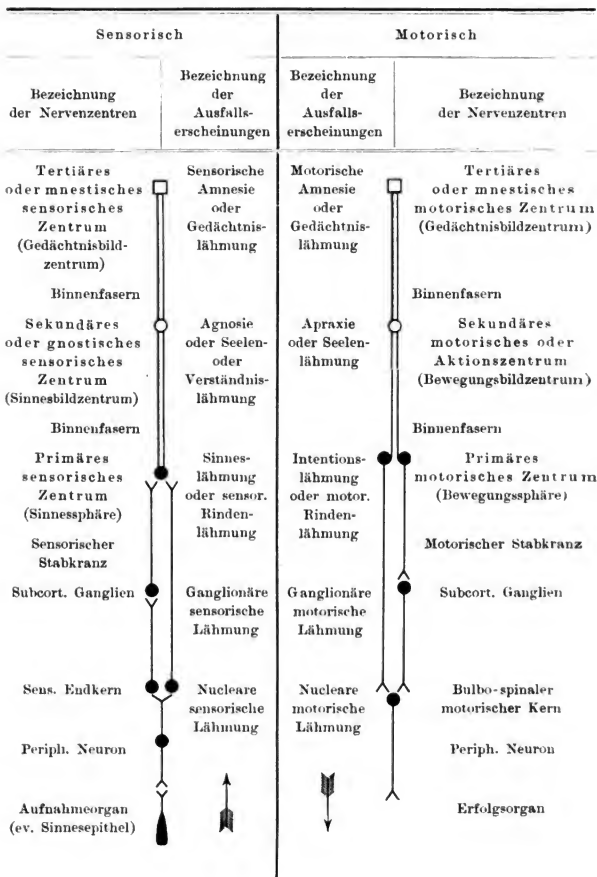 Sensorisch
Motorisch
Bezeichnung
der Nervenzentren
Bezeichnung
der
Ausfalls-
erscheinungen
Bezeichnung
der
Ausfalls-
erscheinungen
Bezeichnung
der Nervenzentren
Tertiäres
oder mnestisches
sensorisches
Zentrum
(Gedächtnisbild-
zentrum)
Sensorische
Amnesie
oder
Gedächtnis-
lähmung
Motorische
Amnesie
oder
Gedächtnis-
lähmung
Tertiäres
oder mnestisches
motorisches Zentrum
(Gedächtnisbildzentrum)
Binnenfasern
Binnenfasern
Sekundäres
oder gnostisches
sensorisches
Zentrum
(Sinnesbildzentrum)
Agnosie
oder Seelen-
oder
Verständnis-
lähmung
Apraxie
oder Seelen-
lähmung
Sekundäres
motorisches oder
Aktionszentrum
(Bewegungsbildzentrum)
Binnenfasern
Binnenfasern
Primäres
sensorisches
Zentrum
(Sinnessphäre)
Sinnes-
lähmung
oder sensor.
Rinden-
lähmung
Intentions-
lähmung
oder motor.
Rinden-
lähmung
Primäres
motorisches Zentrum
(Bewegungssphäre)
Sensorischer
Stabkranz
Motorischer Stabkranz
Subcort. Ganglien
Ganglionäre
sensorische
Lähmung
Ganglionäre
motorische
Lähmung
Subcort. Ganglien
Sens. Endkern
Nucleare
sensorische
Lähmung
Nucleare
motorische
Lähmung
Bulbo-spinaler
motorischer Kern
Periph. Neuron
Periph. Neuron
Aufnahmeorgan
(ev. Sinnesepithel)
Erfolgsorgan